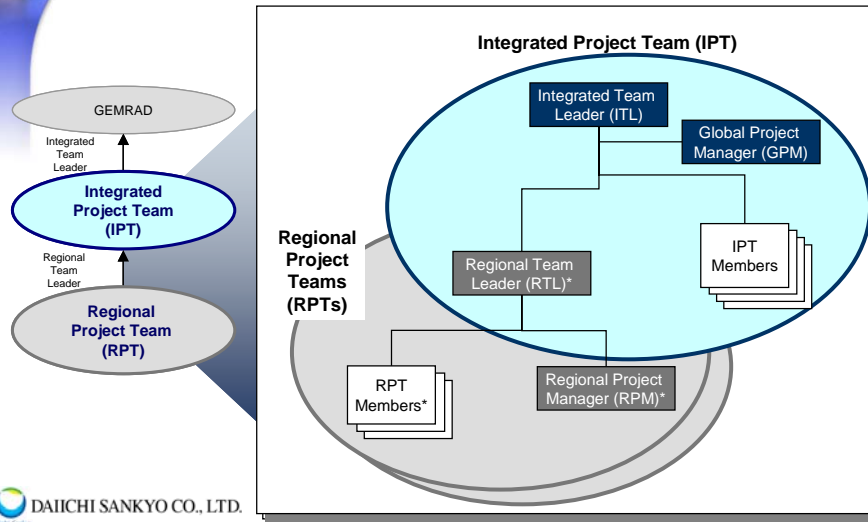 GEMRAD
Integrated
Team
Leader
Integrated
Project Team
(IPT)
Regional
Team
Leader
Regional
Project Team
(RPT)
Integrated Project Team (IPT)
Integrated Team
Leader (ITL)
Global Project
Manager (GPM)
Regional
Project
Teams
(RPTs)
Regional Team
Leader (RTL)*
IPT
Members
RPT
Members*
Regional Project
Manager (RPM)*
DAIICHI SANKYO CO., LTD.